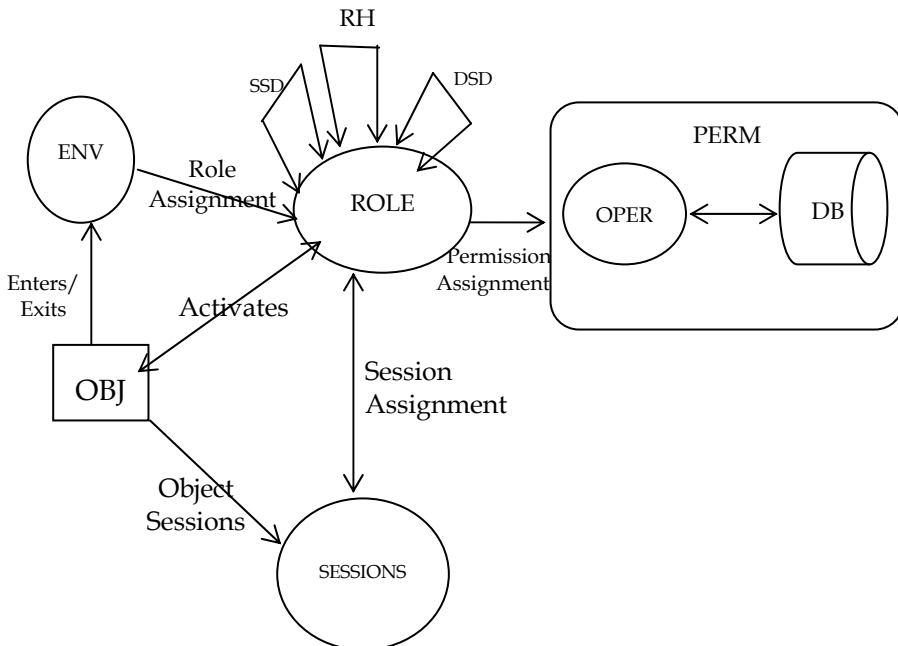 RH
SSD
DSD
ENV
Role
Assignment
ROLE
PERM
OPER
DB
Permission
Assignment
Enters/
Exits
Activates
OBJ
Session
Assignment
Object
Sessions
SESSIONS